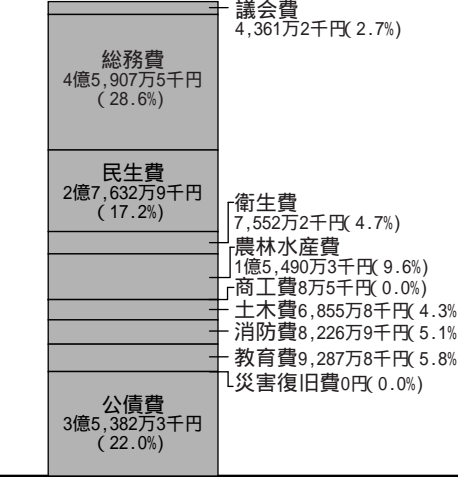 議会費
4,361万2千円(2.7%)
総務費
4億5,907万5千円
(28.6%)
民生費
2億7,632万9千円
(17.2%)
衛生費
7,552万2千円(4.7%)
農林水産費
1億5,490万3千円(9.6%)
商工費8万5千円(0.0%)
土木費6,855万8千円(4.3%
消防費8,226万9千円(5.1%
教育費9,287万8千円(5.8%
災害復旧費0円(0.0%)
公債費
3億5,382万3千円
(22.0%)